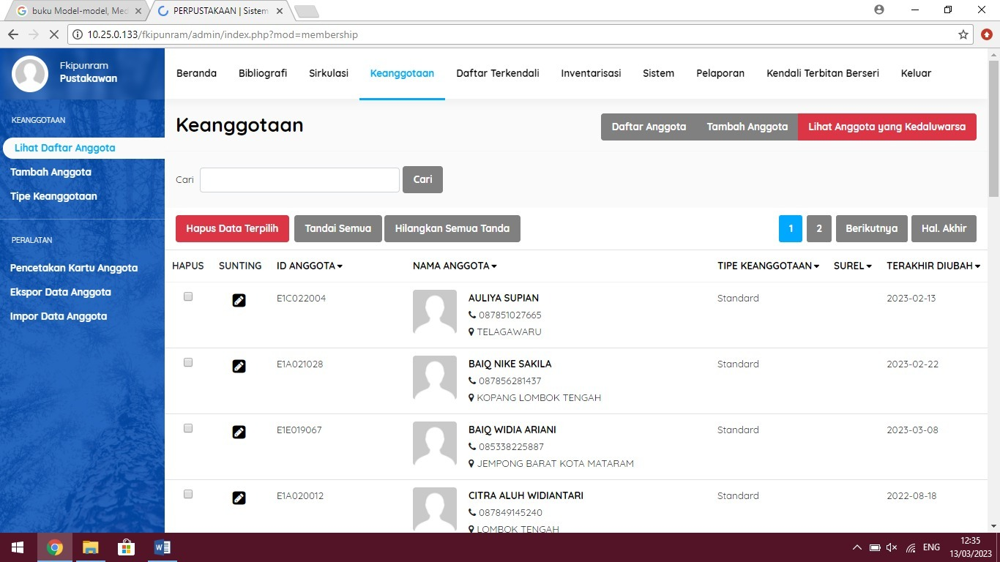 buku Model-model, Med
PERPUSTAKAAN | Sistem
10.25.0.133/fkipunram/admin/index.php?mod=membership
Fkipunram
Pustakawan
Beranda Bibliografi Sirkulasi Keanggotaan Daftar Terkendali Inventarisasi Sistem Pelaporan Kendali Terbitan Berseri Keluar
KEANGGOTAAN
Lihat Daftar Anggota
Tambah Anggota
Tipe Keanggotaan
PERALATAN
Pencetakan Kartu Anggota
Ekspor Data Anggota
Impor Data Anggota
Keanggotaan
Daftar Anggota Tambah Anggota Lihat Anggota yang Kedaluwarsa
Cari Cari
Hapus Data Terpilih Tandai Semua Hilangkan Semua Tanda 1 2 Berikutnya Hal. Akhir
HAPUS SUNTING ID ANGGOTA NAMA ANGGOTA TIPE KEANGGOTAAN SUREL TERAKHIR DIUBAH
E1C022004 AULIYA SUPIAN Standard 2023-02-13
087851027665
TELAGAWARU
E1A021028 BAIQ NIKE SAKILA Standard 2023-02-22
087856281437
KOPANG LOMBOK TENGAH
E1E019067 BAIQ WIDIA ARIANI Standard 2023-03-08
085338225887
JEMPONG BARAT KOTA MATARAM
E1A020012 CITRA ALUH WIDIANTARI Standard 2022-08-18
087849145240
LOMBOK TENGAH
ENG
12:35
13/03/2023